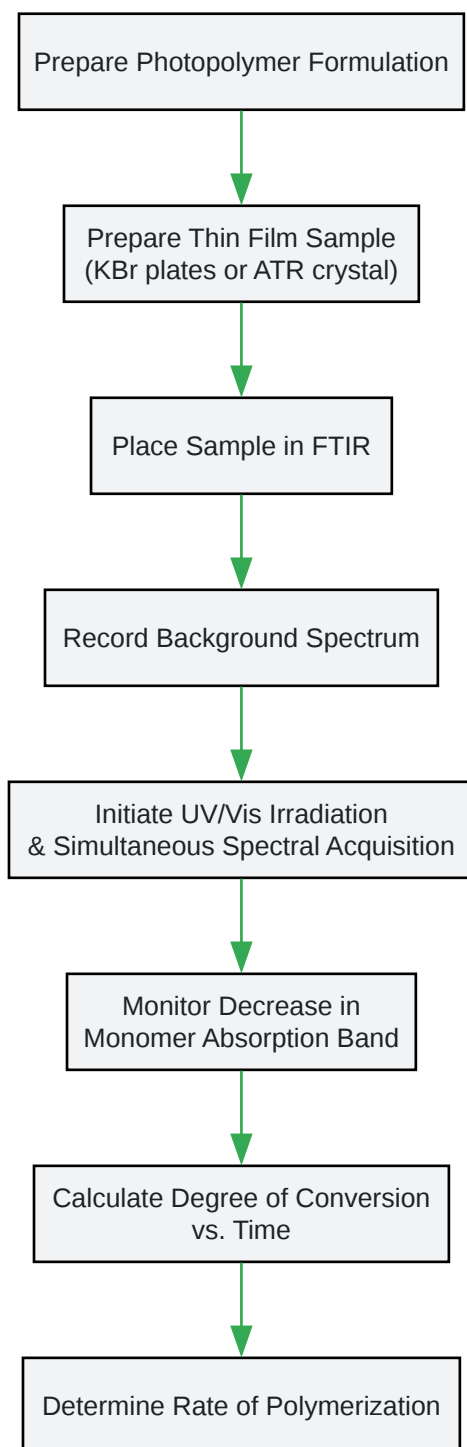 Prepare Photopolymer Formulation
Prepare Thin Film Sample
(KBr plates or ATR crystal)
Place Sample in FTIR
Record Background Spectrum
Initiate UV/Vis Irradiation
& Simultaneous Spectral Acquisition
Monitor Decrease in
Monomer Absorption Band
Calculate Degree of Conversion
vs. Time
Determine Rate of Polymerization